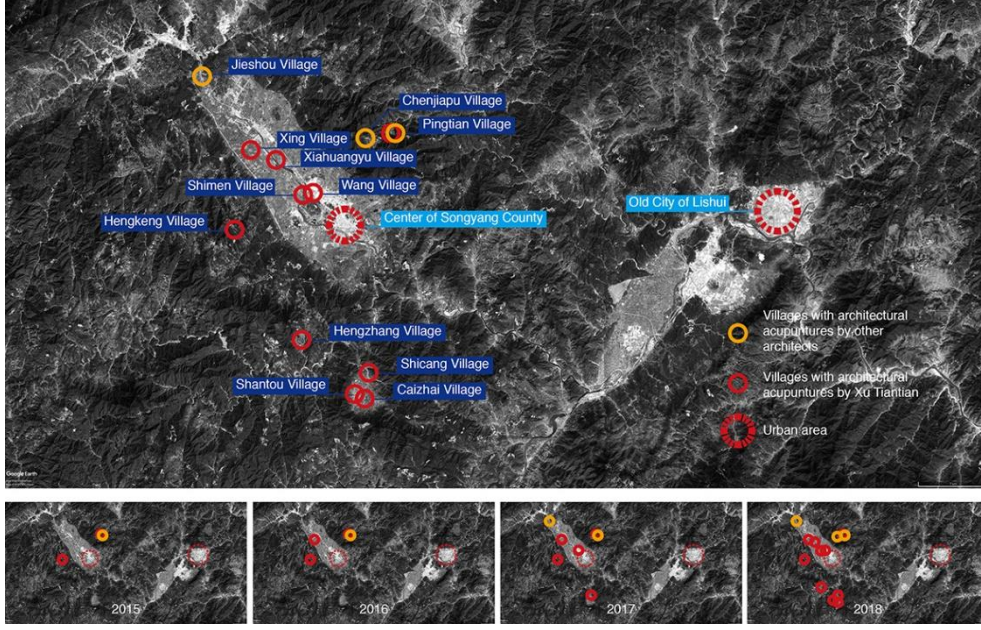 Jieshou Village
Chenjiapu Village
Pingtian Village
Xing Village
Xiahuangyu Village
Shimen Village
Wang Village
Hengkeng Village
Center of Songyang County
Old City of Lishui
Hengzhang Village
Shicang Village
Shantou Village
Caizhai Village
Villages with architectural
acupuntures by other
architects
Villages with architectural
acupuntures by Xu Tiantian
Urban area
Google Earth
2015
2016
2017
2018